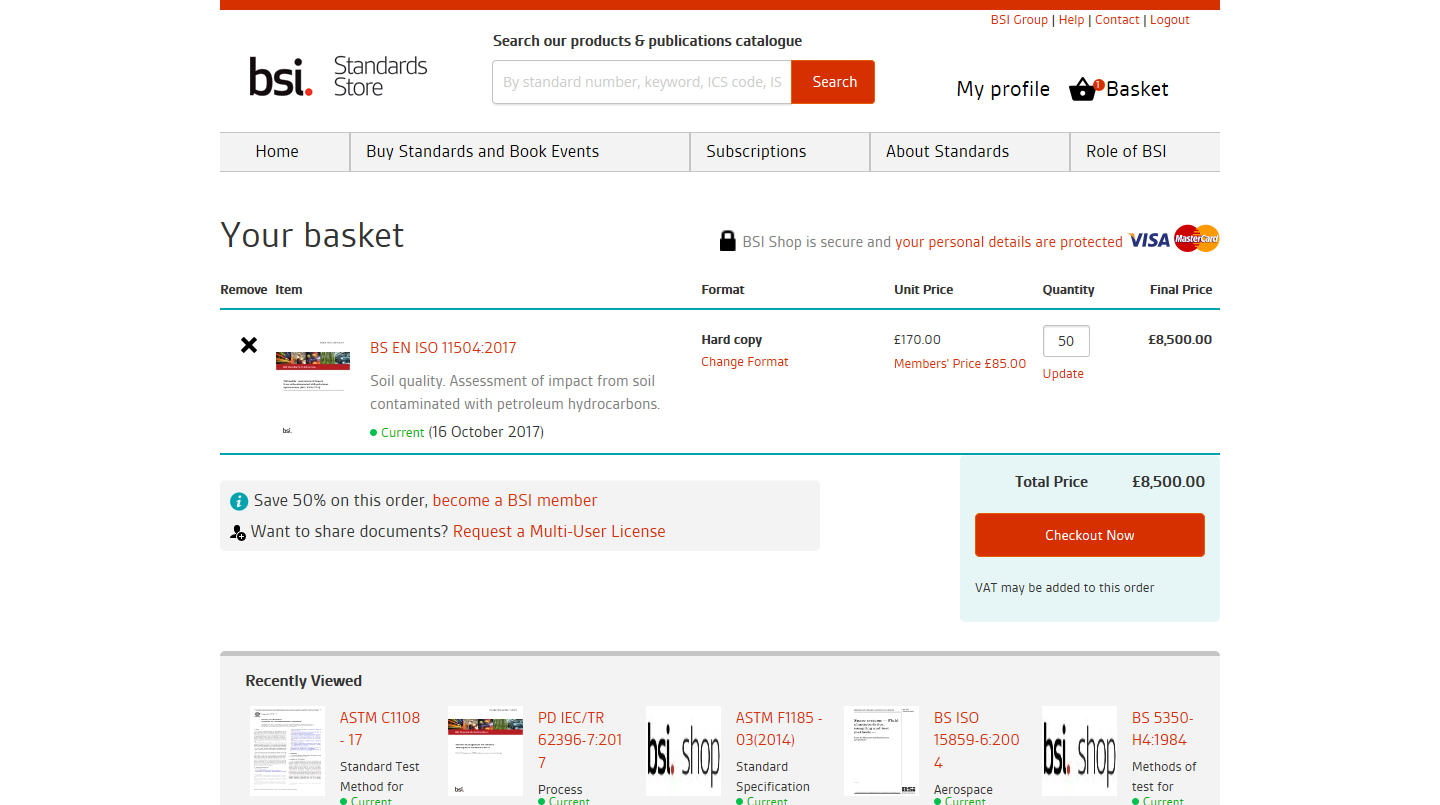 BSI Group | Help | Contact | Logout
Search our products & publications catalogue
bsi. Standards Store
By standard number, keyword, ICS code, IS
Search
My profile
1
Basket
Home
Buy Standards and Book Events
Subscriptions
About Standards
Role of BSI
Your basket
BSI Shop is secure and your personal details are protected
VISA
MasterCard
Remove Item Format Unit Price Quantity Final Price
BS EN ISO 11504:2017
Soil quality. Assessment of impact from soil
contaminated with petroleum hydrocarbons.
Current (16 October 2017)
Hard copy
Change Format
£170.00
Members' Price £85.00
50
Update
£8,500.00
bsi.
Save 50% on this order, become a BSI member
Want to share documents? Request a Multi-User License
Total Price £8,500.00
Checkout Now
VAT may be added to this order
Recently Viewed
ASTM C1108
- 17
Standard Test
Method for
Current
bsi.
PD IEC/TR
62396-7:201
7
Process
Current
bsi. shop
ASTM F1185 -
03(2014)
Standard
Specification
Current
BSI
BS ISO
15859-6:200
4
Aerospace
Current
bsi. shop
BS 5350-
H4:1984
Methods of
test for
Current